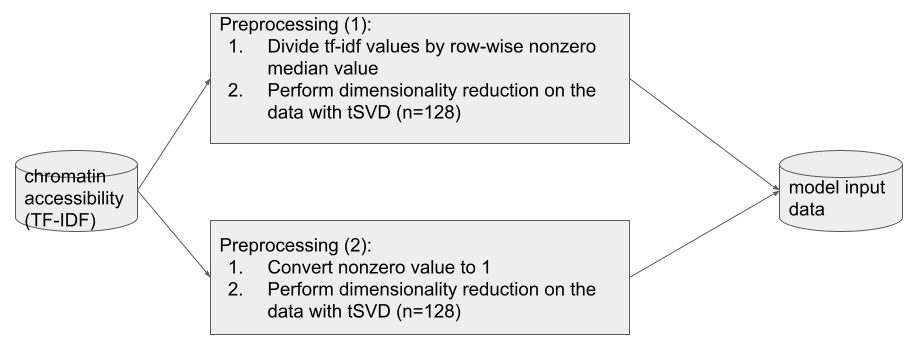 Preprocessing (1):
1. Divide tf-idf values by row-wise nonzero
median value
2. Perform dimensionality reduction on the
data with tSVD (n=128)
chromatin
accessibility
(TF-IDF)
model input
data
Preprocessing (2):
1. Convert nonzero value to 1
2. Perform dimensionality reduction on the
data with tSVD (n=128)